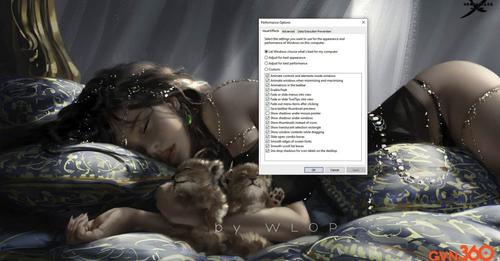 Performance Options
Visual Effects
Advanced
Data Execution Prevention
Select the settings you want to use for the appearance and
performance of Windows on this computer.
Let Windows choose what's best for my computer
Adjust for best appearance
Adjust for best performance
Custom:
Animate controls and elements inside windows
Animate windows when minimizing and maximizing
Animations in the taskbar
Enable Peek
Fade or slide menus into view
Fade or slide ToolTips into view
Fade out menu items after clicking
Save taskbar thumbnail previews
Show shadows under mouse pointer
Show shadows under windows
Show thumbnails instead of icons
Show translucent selection rectangle
Show window contents while dragging
Slide open combo boxes
Smooth edges of screen fonts
Smooth-scroll list boxes
Use drop shadows for icon labels on the desktop
OK
Cancel
Apply
by WLOP
GVN360